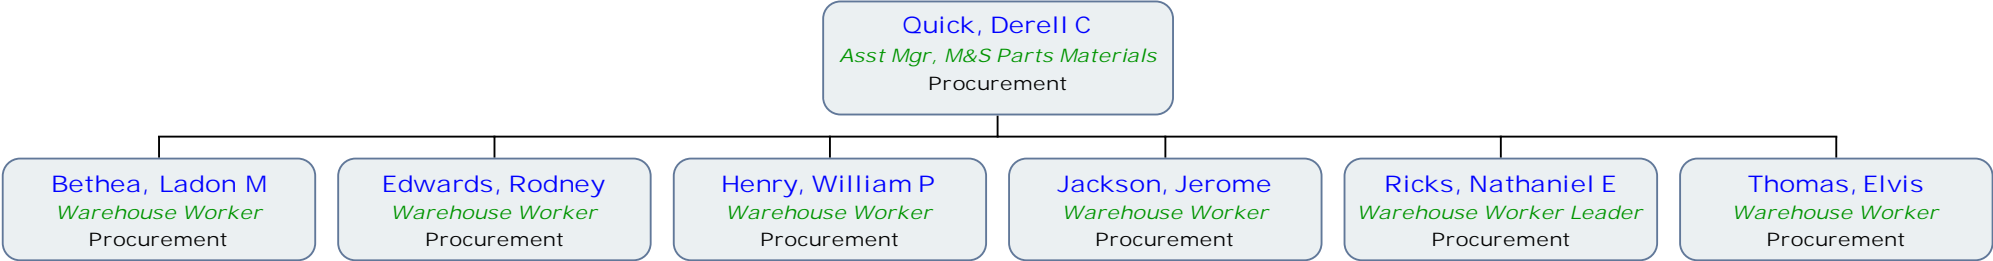 Quick, Derell C
Asst Mgr, M&S Parts Materials
Procurement
Bethea, Ladon M
Warehouse Worker
Procurement
Edwards, Rodney
Warehouse Worker
Procurement
Henry, William P
Warehouse Worker
Procurement
Jackson, Jerome
Warehouse Worker
Procurement
Ricks, Nathaniel E
Warehouse Worker Leader
Procurement
Thomas, Elvis
Warehouse Worker
Procurement